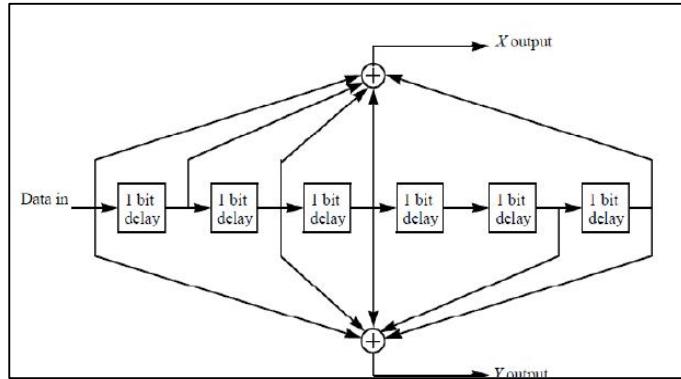 X output
Data in
1 bit
delay
1 bit
delay
1 bit
delay
1 bit
delay
1 bit
delay
1 bit
delay
Y output